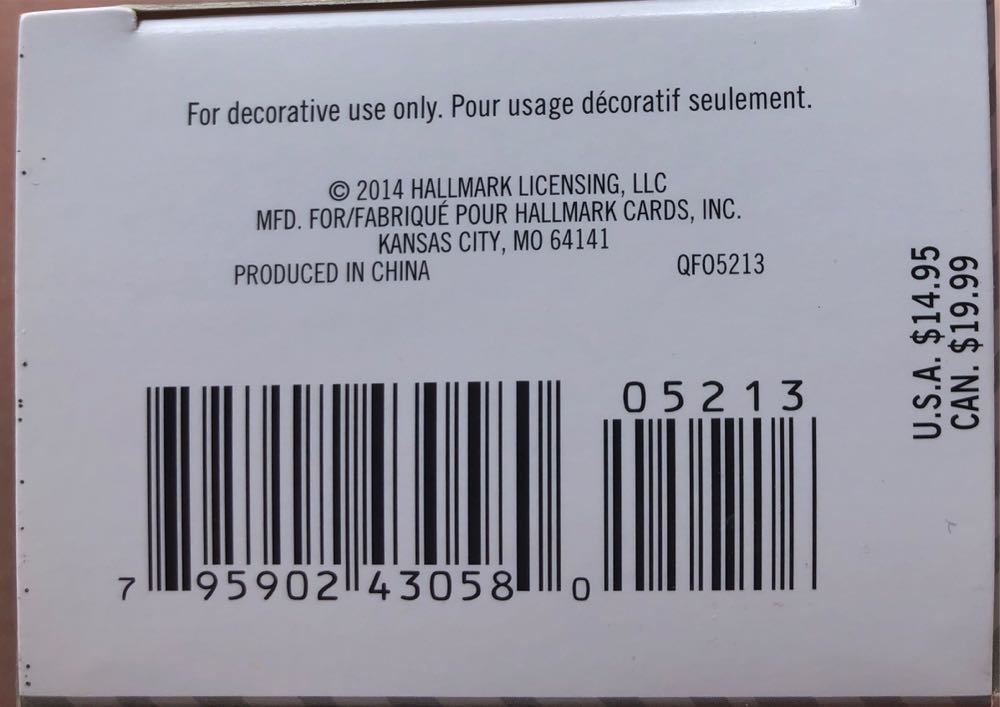 For decorative use only. Pour usage décoratif seulement.
© 2014 HALLMARK LICENSING, LLC
MFD. FOR/FABRIQUÉ POUR HALLMARK CARDS, INC.
KANSAS CITY, MO 64141
PRODUCED IN CHINA QFO5213
U.S.A. $14.95
CAN. $19.99
05213
7 95902 43058 0